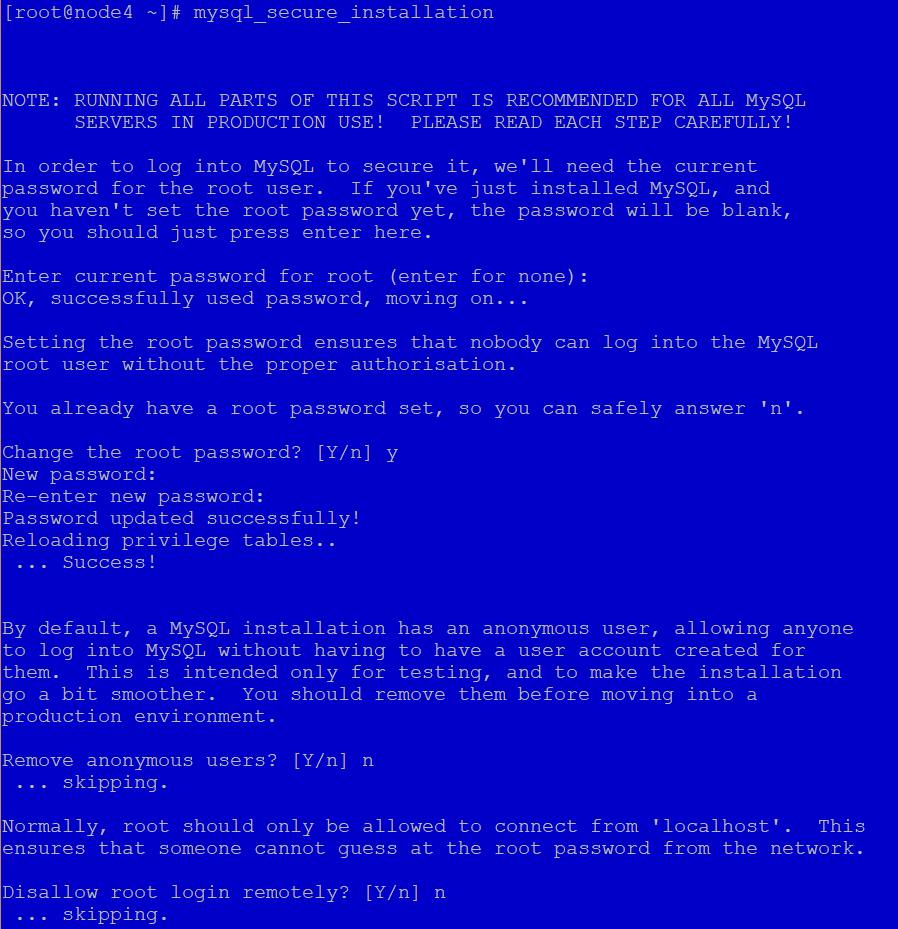 [root@node4 ~]# mysql_secure_installation
NOTE: RUNNING ALL PARTS OF THIS SCRIPT IS RECOMMENDED FOR ALL MySQL
      SERVERS IN PRODUCTION USE!  PLEASE READ EACH STEP CAREFULLY!
In order to log into MySQL to secure it, we'll need the current
password for the root user.  If you've just installed MySQL, and
you haven't set the root password yet, the password will be blank,
so you should just press enter here.
Enter current password for root (enter for none):
OK, successfully used password, moving on...
Setting the root password ensures that nobody can log into the MySQL
root user without the proper authorisation.
You already have a root password set, so you can safely answer 'n'.
Change the root password? [Y/n] y
New password:
Re-enter new password:
Password updated successfully!
Reloading privilege tables..
 ... Success!
By default, a MySQL installation has an anonymous user, allowing anyone
to log into MySQL without having to have a user account created for
them.  This is intended only for testing, and to make the installation
go a bit smoother.  You should remove them before moving into a
production environment.
Remove anonymous users? [Y/n] n
 ... skipping.
Normally, root should only be allowed to connect from 'localhost'.  This
ensures that someone cannot guess at the root password from the network.
Disallow root login remotely? [Y/n] n
 ... skipping.